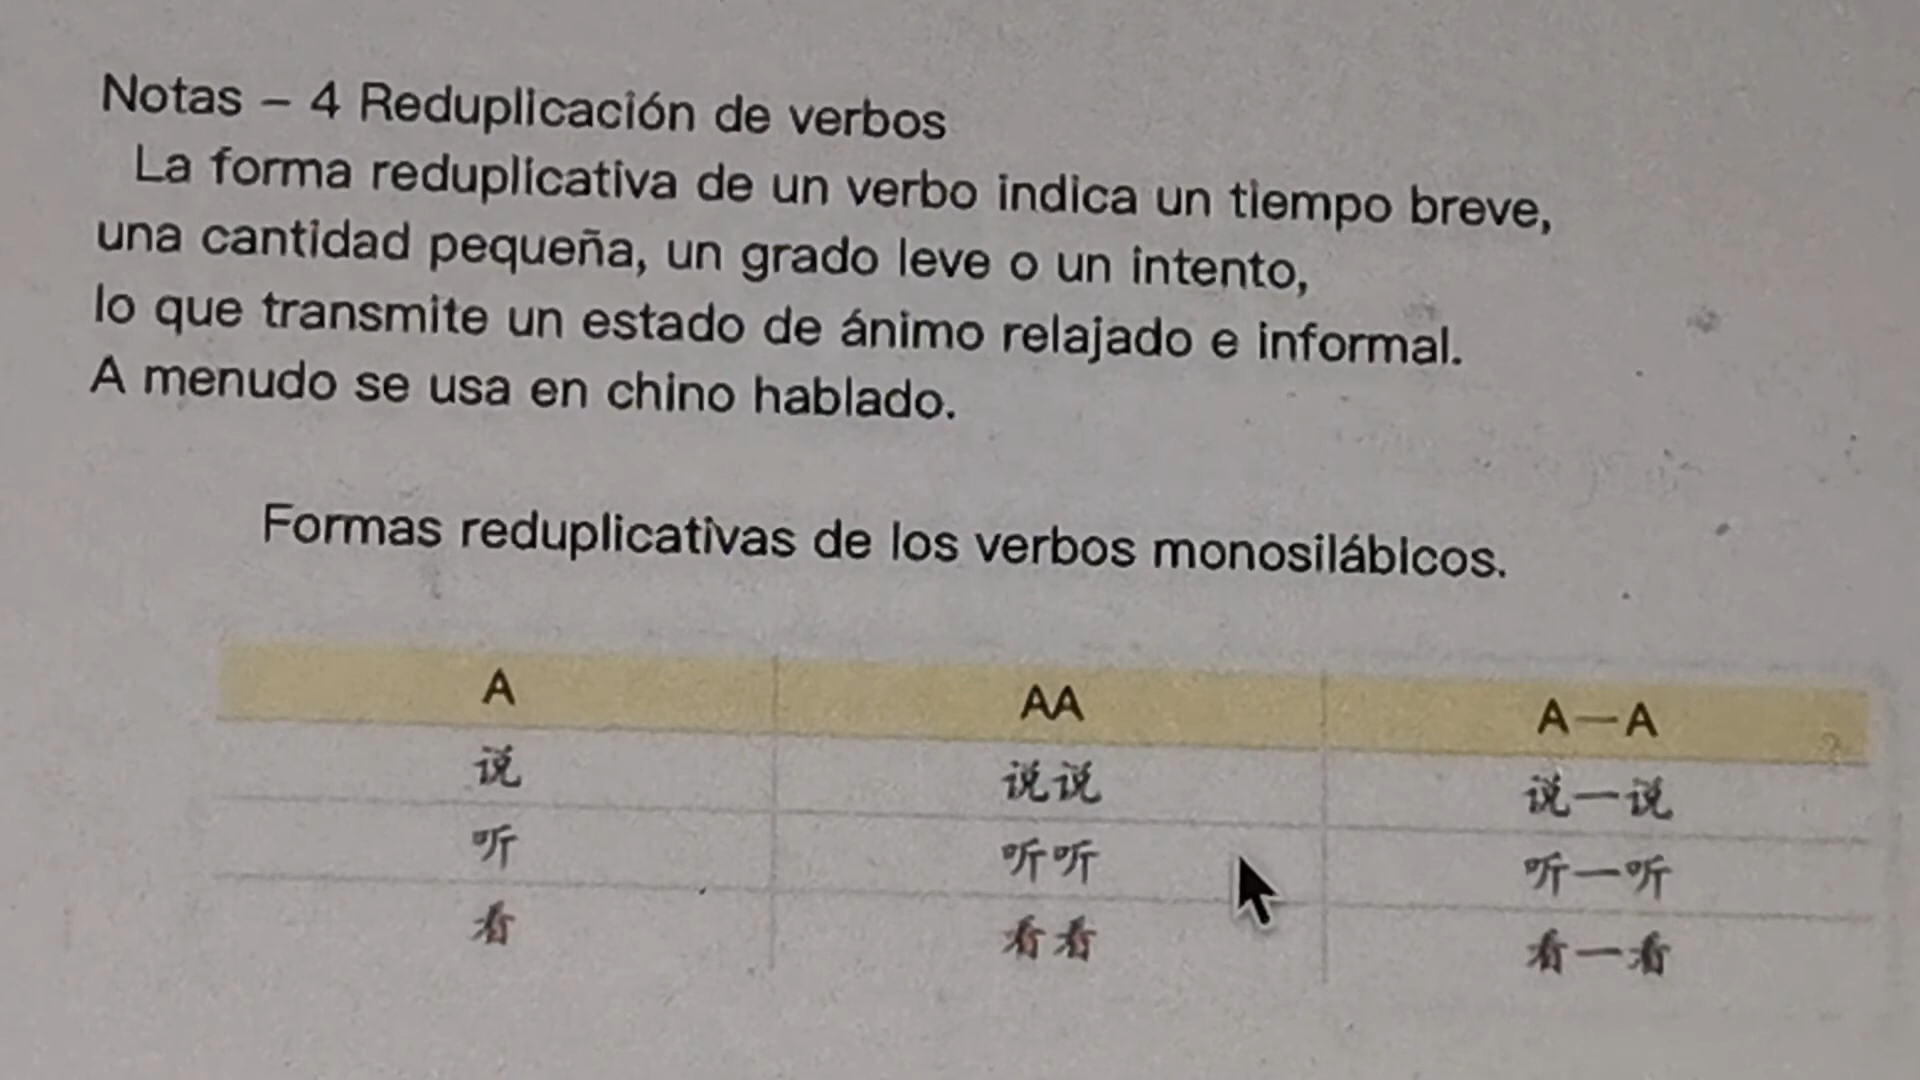 Notas – 4 Reduplicación de verbos
La forma reduplicativa de un verbo indica un tiempo breve,
una cantidad pequeña, un grado leve o un intento,
lo que transmite un estado de ánimo relajado e informal.
A menudo se usa en chino hablado.
Formas reduplicativas de los verbos monosilábicos.
A AA A一A
说 说说 说一说
听 听听 听一听
看 看看 看一看